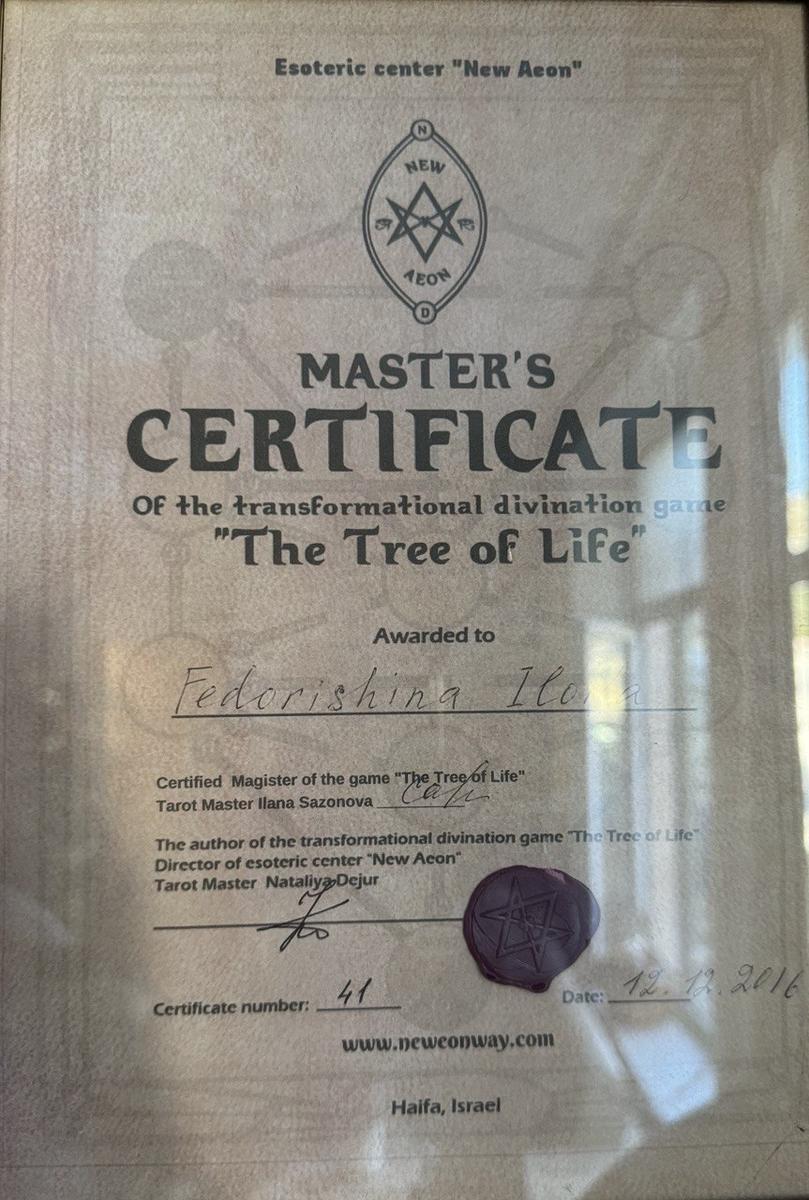 Esoteric center "New Aeon"
N
NEW
AEON
D
MASTER'S
CERTIFICATE
Of the transformational divination game
"The Tree of Life"
Awarded to
Fedorishina Ilona
Certified Magister of the game "The Tree of Life"
Tarot Master Ilana Sazonova
The author of the transformational divination game "The Tree of Life"
Director of esoteric center "New Aeon"
Tarot Master Nataliya Dejur
Certificate number: 41
Date: 12.12.2016
www.neweonway.com
Haifa, Israel